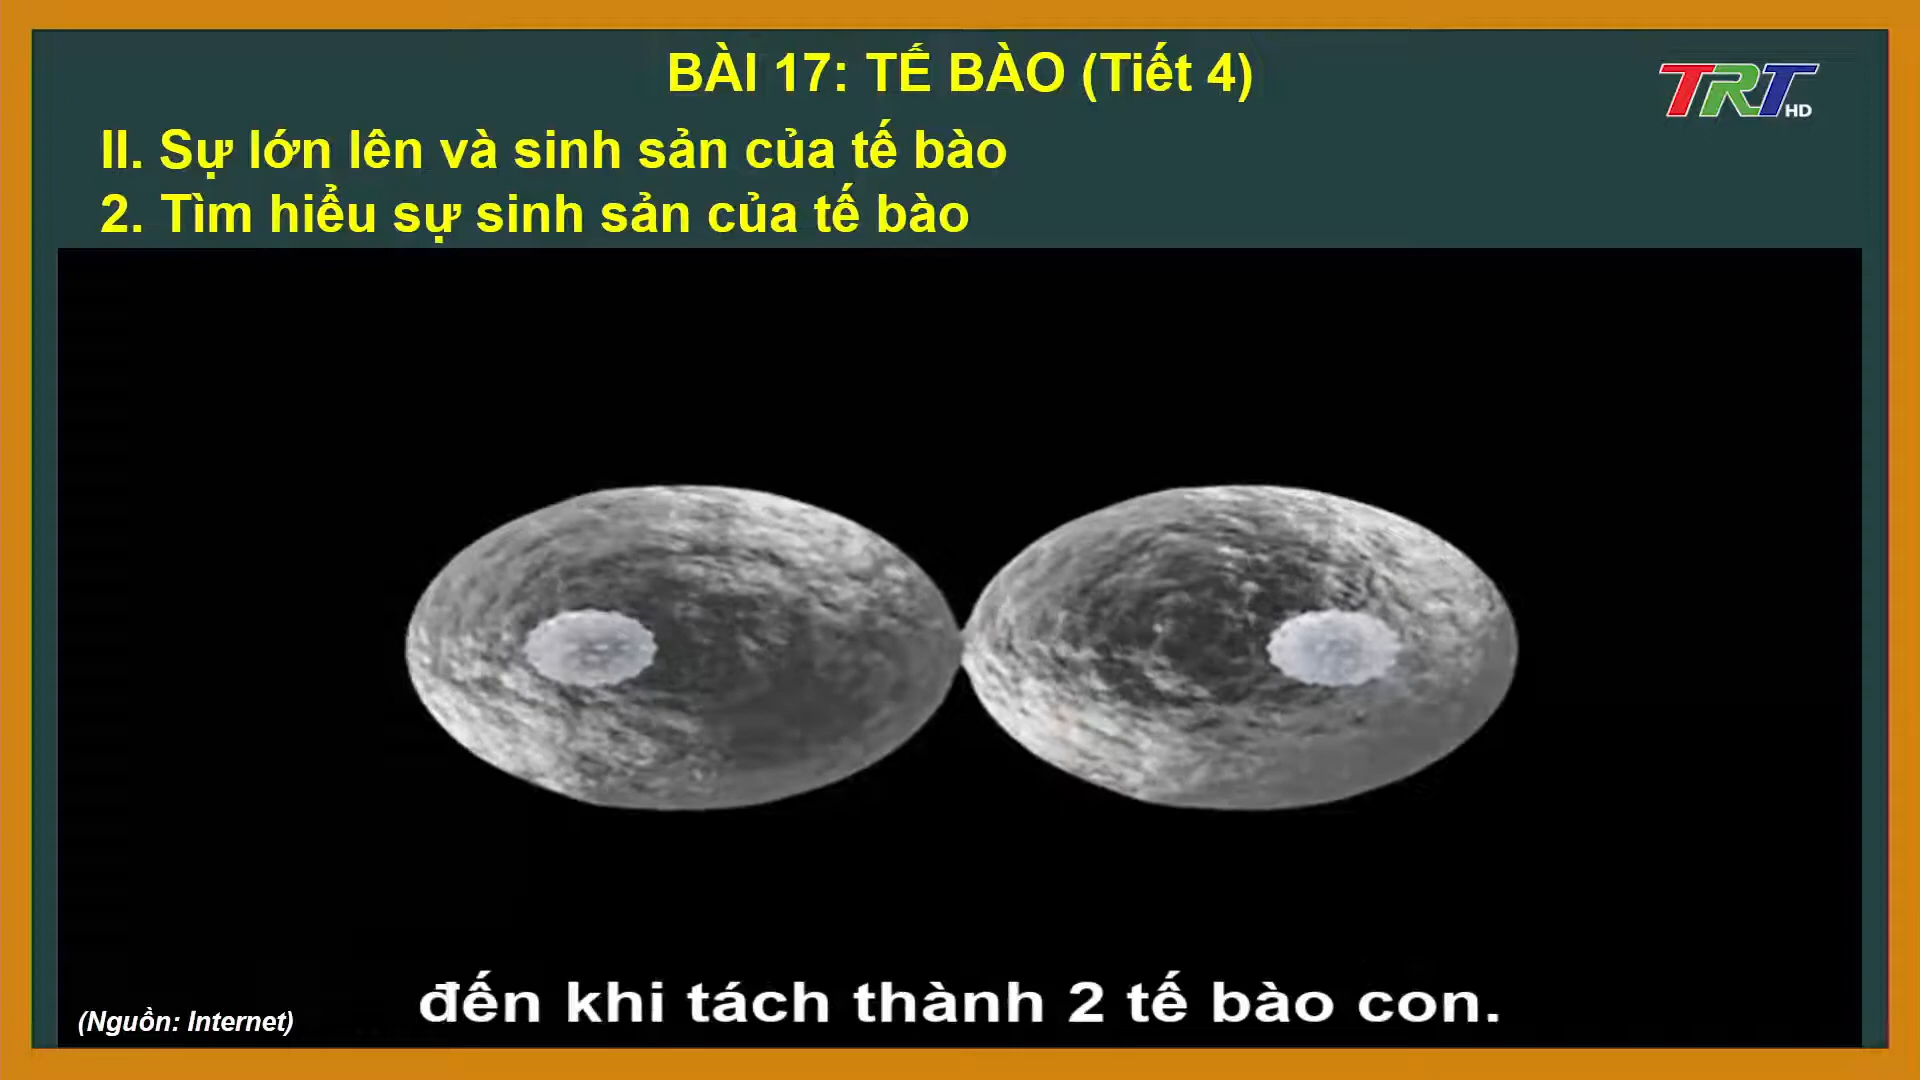 BÀI 17: TẾ BÀO (Tiết 4)
TRT HD
II. Sự lớn lên và sinh sản của tế bào
2. Tìm hiểu sự sinh sản của tế bào
đến khi tách thành 2 tế bào con.
(Nguồn: Internet)